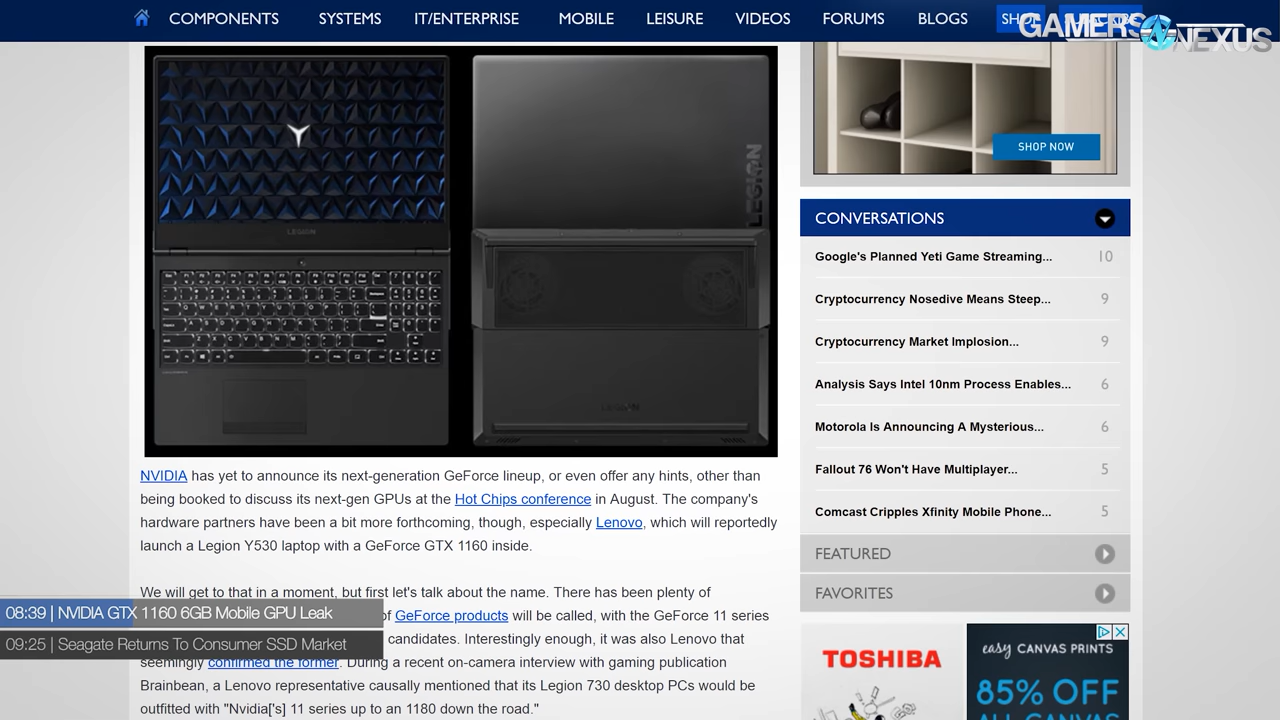 COMPONENTS SYSTEMS IT/ENTERPRISE MOBILE LEISURE VIDEOS FORUMS BLOGS SHOP
GAMERS NEXUS
LEGION
LEGION
LEGION
SHOP NOW
CONVERSATIONS
Google's Planned Yeti Game Streaming... 10
Cryptocurrency Nosedive Means Steep... 9
Cryptocurrency Market Implosion... 9
Analysis Says Intel 10nm Process Enables... 6
Motorola Is Announcing A Mysterious... 6
Fallout 76 Won't Have Multiplayer... 5
Comcast Cripples Xfinity Mobile Phone... 5
FEATURED
FAVORITES
NVIDIA has yet to announce its next-generation GeForce lineup, or even offer any hints, other than
being booked to discuss its next-gen GPUs at the Hot Chips conference in August. The company's
hardware partners have been a bit more forthcoming, though, especially Lenovo, which will reportedly
launch a Legion Y530 laptop with a GeForce GTX 1160 inside.
We will get to that in a moment, but first let's talk about the name. There has been plenty of
of GeForce products will be called, with the GeForce 11 series
candidates. Interestingly enough, it was also Lenovo that
seemingly confirmed the former. During a recent on-camera interview with gaming publication
Brainbean, a Lenovo representative casually mentioned that its Legion 730 desktop PCs would be
outfitted with "Nvidia['s] 11 series up to an 1180 down the road."
08:39 | NVIDIA GTX 1160 6GB Mobile GPU Leak
09:25 | Seagate Returns To Consumer SSD Market
TOSHIBA
easy CANVAS PRINTS
85% OFF
ALL CANVAS